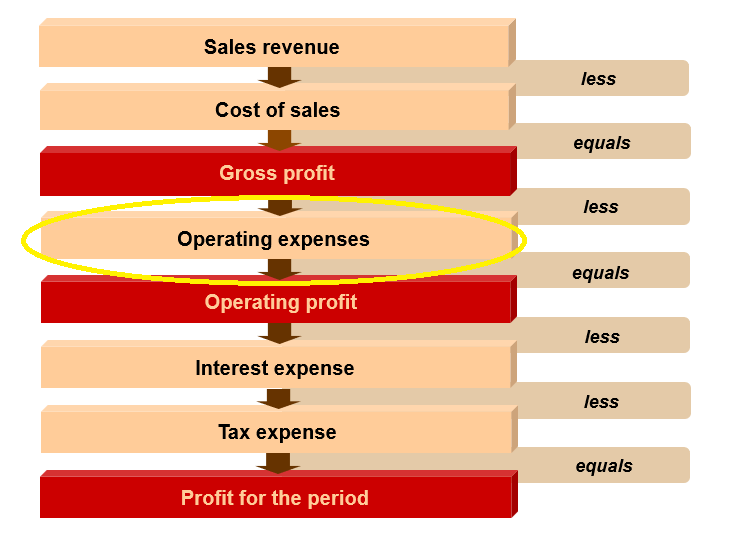 Sales revenue
less
Cost of sales
equals
Gross profit
less
Operating expenses
equals
Operating profit
less
Interest expense
less
Tax expense
equals
Profit for the period